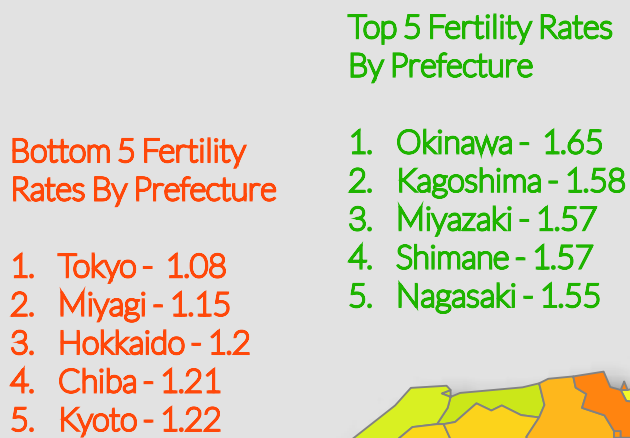 Top 5 Fertility Rates
By Prefecture
1. Okinawa - 1.65
2. Kagoshima - 1.58
3. Miyazaki - 1.57
4. Shimane - 1.57
5. Nagasaki - 1.55
Bottom 5 Fertility
Rates By Prefecture
1. Tokyo - 1.08
2. Miyagi - 1.15
3. Hokkaido - 1.2
4. Chiba - 1.21
5. Kyoto - 1.22